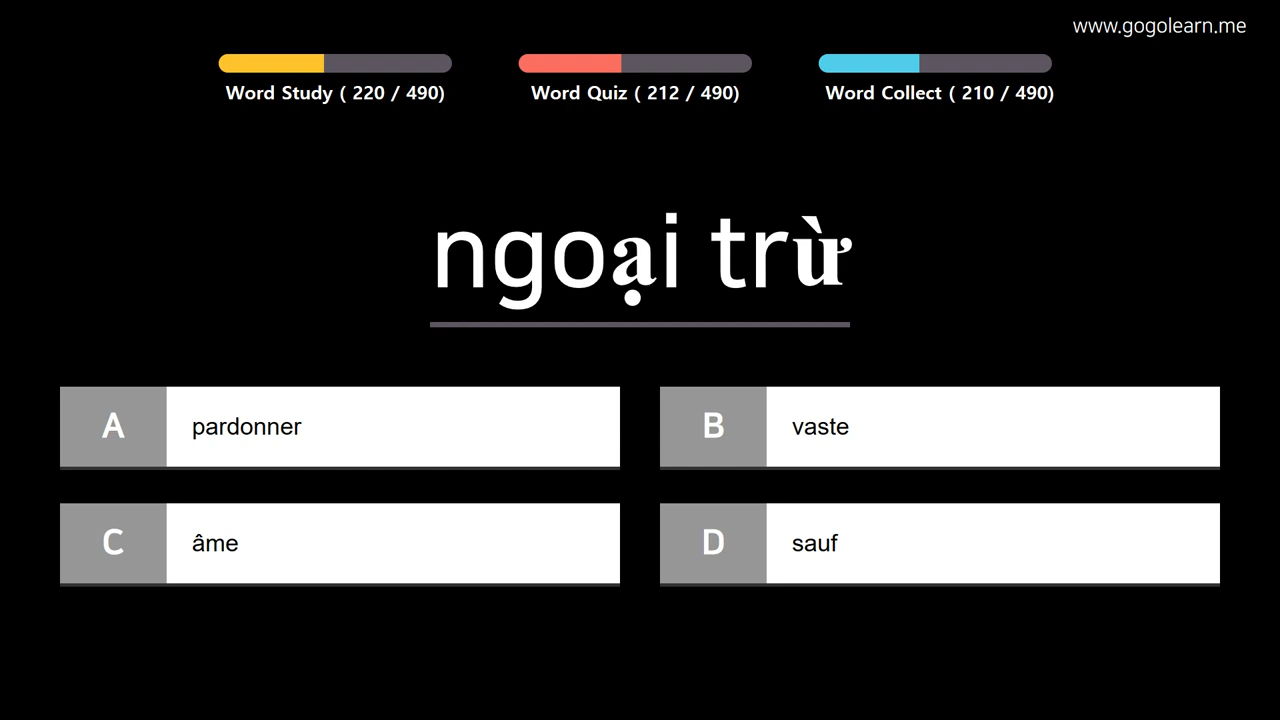 www.gogolearn.me
Word Study ( 220 / 490)
Word Quiz ( 212 / 490)
Word Collect ( 210 / 490)
ngoại trừ
A pardonner
B vaste
C âme
D sauf